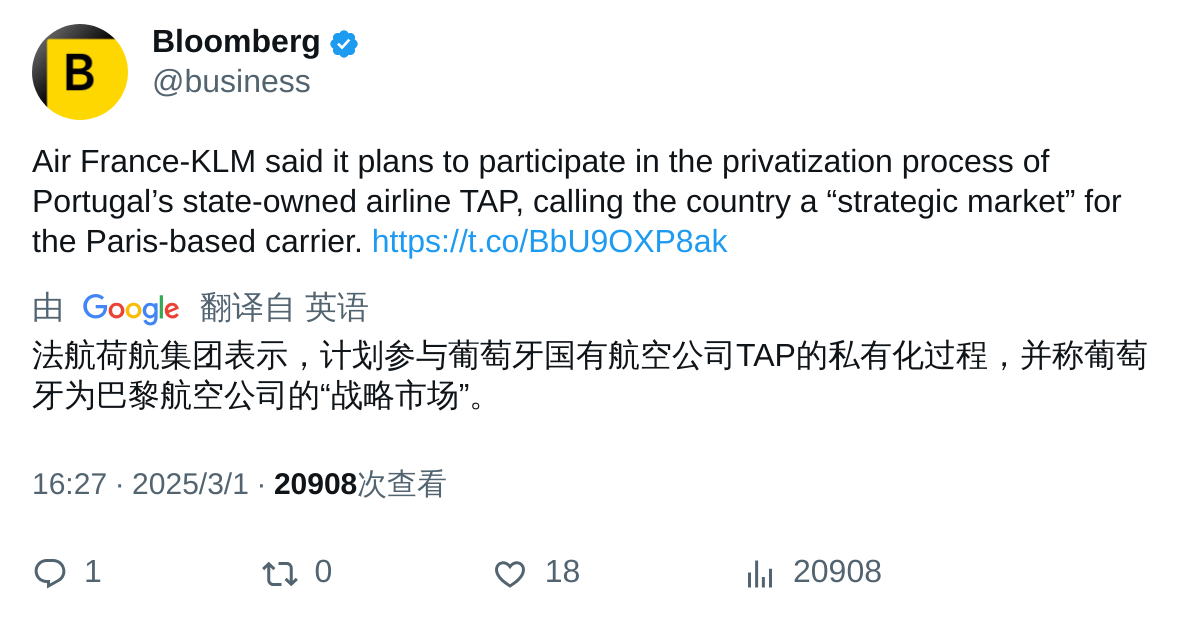 B
Bloomberg
@business
Air France-KLM said it plans to participate in the privatization process of
Portugal’s state-owned airline TAP, calling the country a “strategic market” for
the Paris-based carrier. https://t.co/BbU9OXP8ak
由 Google 翻译自 英语
法航荷航集团表示，计划参与葡萄牙国有航空公司TAP的私有化过程，并称葡萄
牙为巴黎航空公司的“战略市场”。
16:27 · 2025/3/1 · 20908次查看
1 0 18 20908